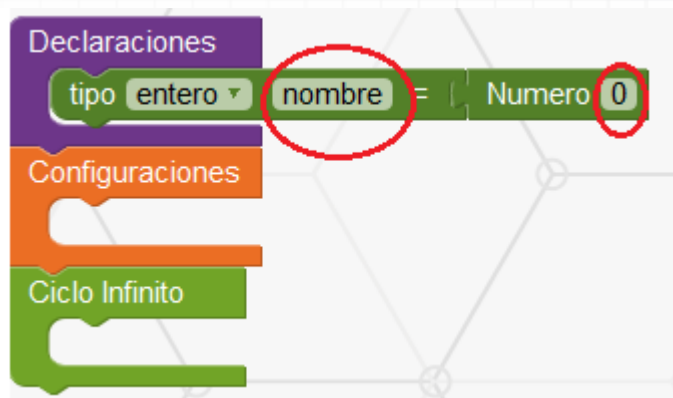 Declaraciones
tipo entero nombre = Numero 0
Configuraciones
Ciclo Infinito